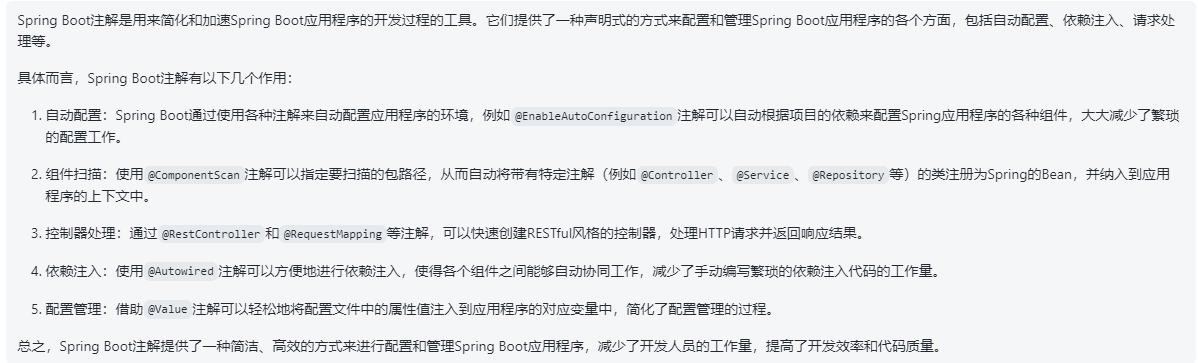 Spring Boot注解是用来简化和加速Spring Boot应用程序的开发过程的工具。它们提供了一种声明式的方式来配置和管理Spring Boot应用程序的各个方面，包括自动配置、依赖注入、请求处
理等。
具体而言，Spring Boot注解有以下几个作用：
1. 自动配置：Spring Boot通过使用各种注解来自动配置应用程序的环境，例如 @EnableAutoConfiguration 注解可以自动根据项目的依赖来配置Spring应用程序的各种组件，大大减少了繁琐
的配置工作。
2. 组件扫描：使用 @ComponentScan 注解可以指定要扫描的包路径，从而自动将带有特定注解（例如 @Controller 、 @Service 、 @Repository 等）的类注册为Spring的Bean，并纳入到应用
程序的上下文中。
3. 控制器处理：通过 @RestController 和 @RequestMapping 等注解，可以快速创建RESTful风格的控制器，处理HTTP请求并返回响应结果。
4. 依赖注入：使用 @Autowired 注解可以方便地进行依赖注入，使得各个组件之间能够自动协同工作，减少了手动编写繁琐的依赖注入代码的工作量。
5. 配置管理：借助 @Value 注解可以轻松地将配置文件中的属性值注入到应用程序的对应变量中，简化了配置管理的过程。
总之，Spring Boot注解提供了一种简洁、高效的方式来进行配置和管理Spring Boot应用程序，减少了开发人员的工作量，提高了开发效率和代码质量。